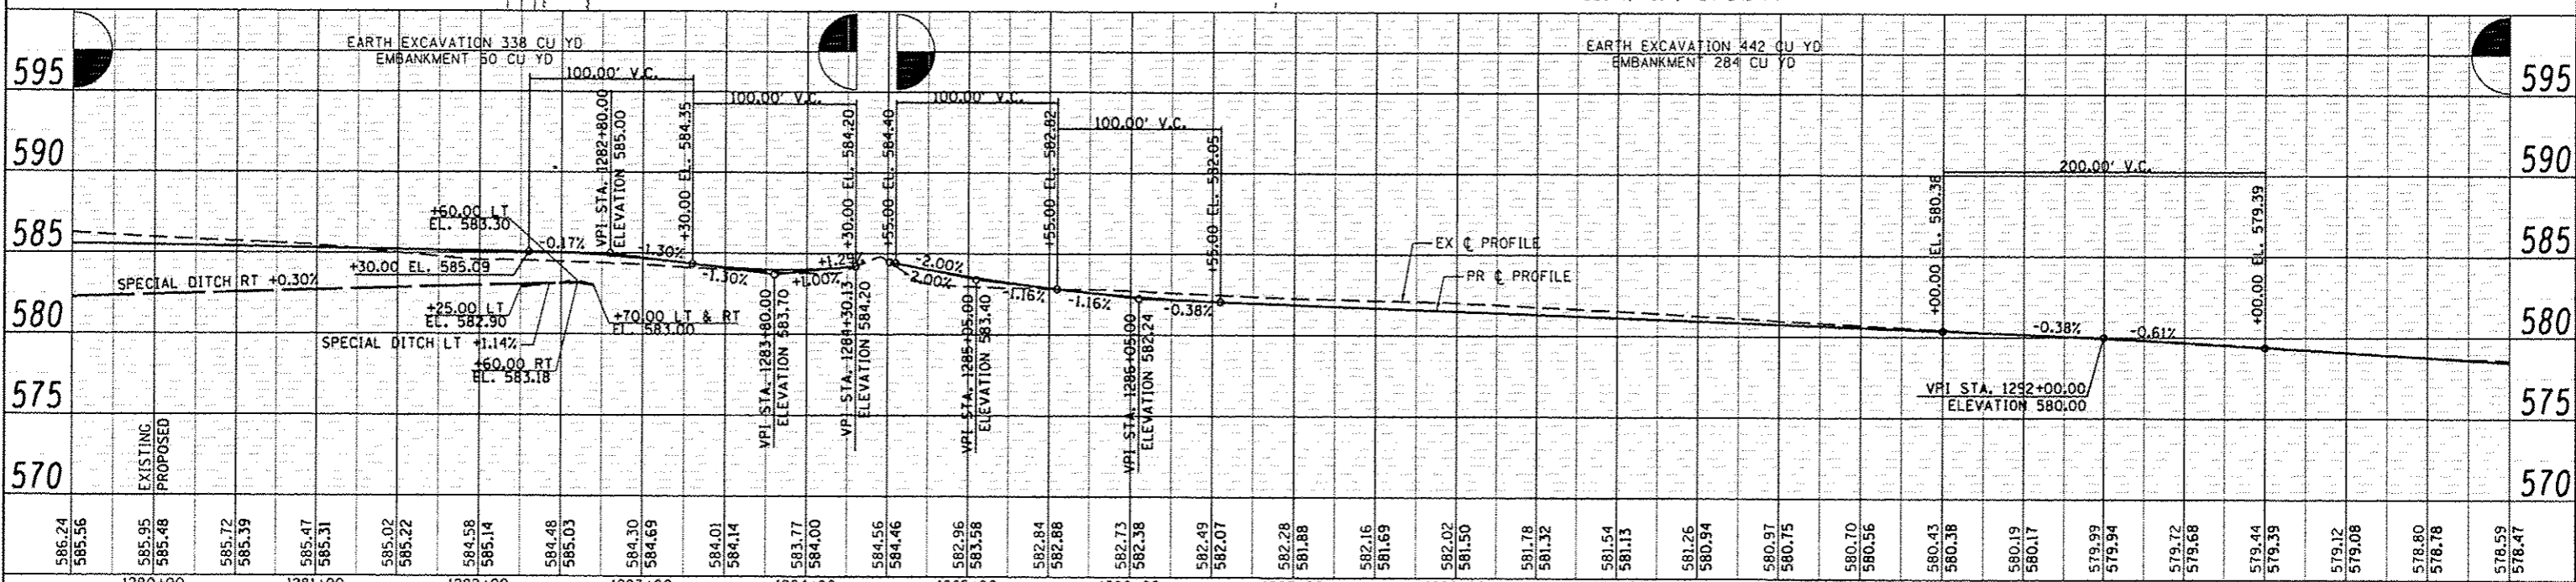 EARTH EXCAVATION 338 CU YD
EMBANKMENT 50 CU YD
EARTH EXCAVATION 442 CU YD
EMBANKMENT 284 CU YD
595
595
590
590
585
585
580
580
575
575
570
570
100.00' V.C.
100.00' V.C.
100.00' V.C.
100.00' V.C.
200.00' V.C.
VPI STA. 1282+80.00
ELEVATION 585.00
+30.00 EL. 584.35
+30.00 EL. 584.20
+55.00 EL. 584.40
+55.00 EL. 582.82
+55.00 EL. 582.05
+00.00 EL. 580.38
+00.00 EL. 579.39
+60.00 LT
EL. 583.30
-0.17%
-1.30%
-1.30%
+1.29%
+1.00%
-2.00%
-2.00%
-1.16%
-1.16%
-0.38%
-0.38%
-0.61%
EX ℄ PROFILE
PR ℄ PROFILE
+30.00 EL. 585.09
SPECIAL DITCH RT +0.30%
+25.00 LT
EL. 582.90
+70.00 LT & RT
EL. 583.00
SPECIAL DITCH LT +1.14%
+60.00 RT
EL. 583.18
VPI STA. 1283+80.00
ELEVATION 583.70
VPI STA. 1284+30.13
ELEVATION 584.20
VPI STA. 1285+05.00
ELEVATION 583.40
VPI STA. 1286+05.00
ELEVATION 582.24
VPI STA. 1292+00.00
ELEVATION 580.00
EXISTING
PROPOSED
586.24
585.56
585.95
585.48
585.72
585.39
585.47
585.31
585.02
585.22
584.58
585.14
584.48
585.03
584.30
584.69
584.01
584.14
583.77
584.00
584.56
584.46
582.96
583.58
582.84
582.88
582.73
582.38
582.49
582.07
582.28
581.88
582.16
581.69
582.02
581.50
581.78
581.32
581.54
581.13
581.26
580.94
580.97
580.75
580.70
580.56
580.43
580.38
580.19
580.17
579.99
579.94
579.72
579.68
579.44
579.39
579.12
579.08
578.80
578.78
578.59
578.47